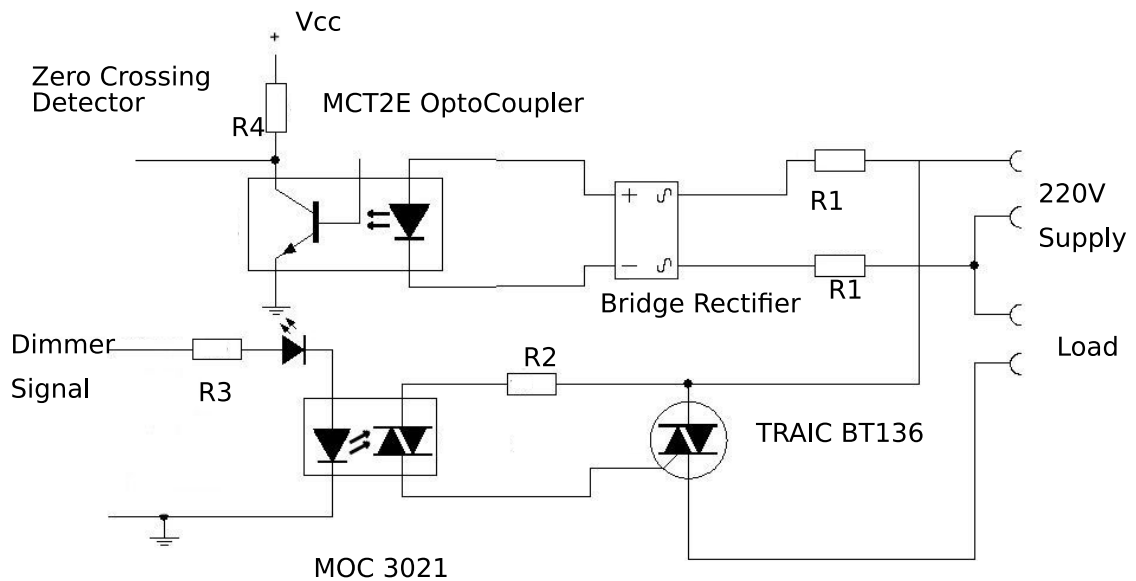 + Vcc
Zero Crossing
Detector
MCT2E OptoCoupler
R4
R1
220V
Supply
+
−
R1
Bridge Rectifier
Dimmer
Signal
R3
R2
Load
TRAIC BT136
MOC 3021